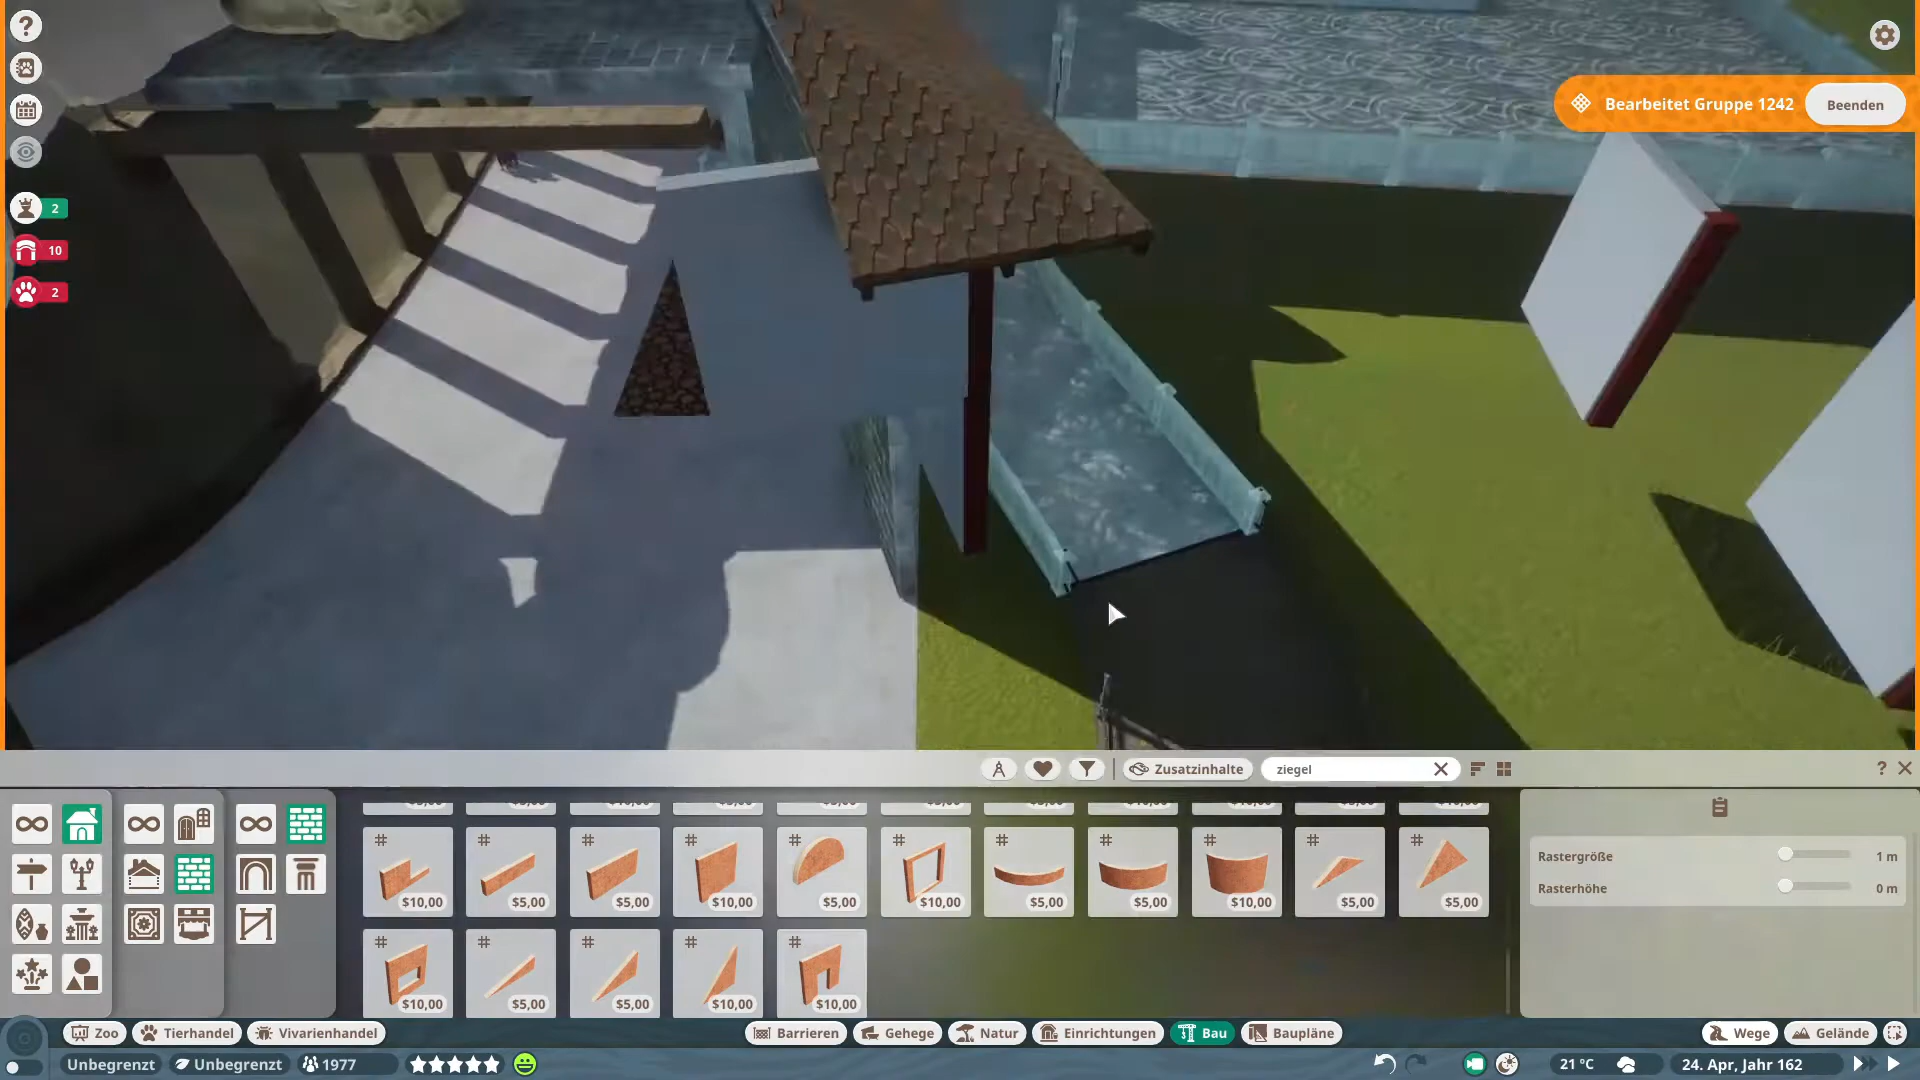 ?
Bearbeitet Gruppe 1242
Beenden
2
10
2
Zusatzinhalte
ziegel
?
$10,00
$5,00
$5,00
$10,00
$5,00
$10,00
$5,00
$5,00
$10,00
$5,00
$5,00
$10,00
$5,00
$5,00
$10,00
$10,00
Rastergröße
1 m
Rasterhöhe
0 m
Zoo
Tierhandel
Vivarienhandel
Barrieren
Gehege
Natur
Einrichtungen
Bau
Baupläne
Wege
Gelände
Unbegrenzt
Unbegrenzt
1977
21 °C
24. Apr, Jahr 162